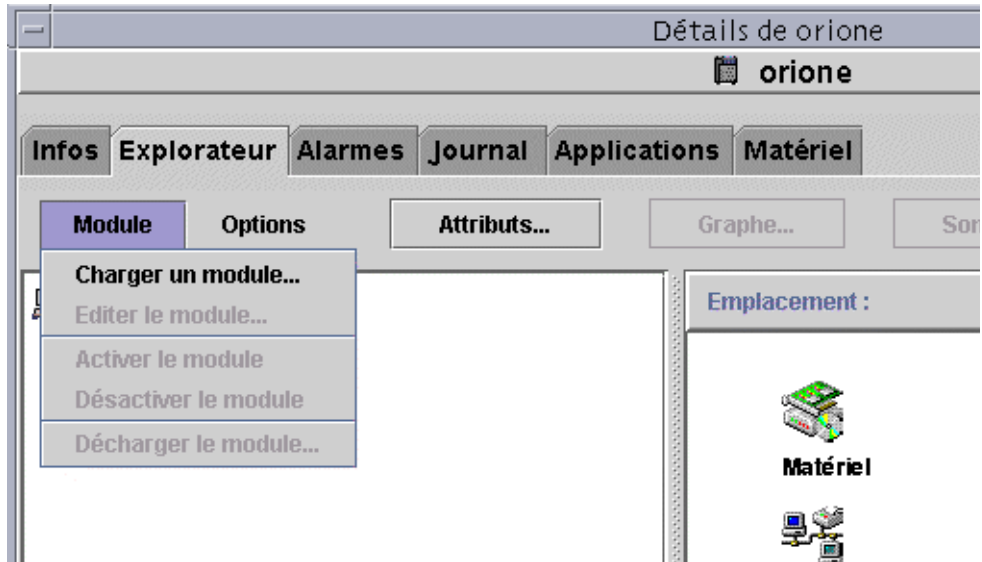 Détails de orione
orione
Infos Explorateur Alarmes Journal Applications Matériel
Module Options Attributs... Graphe... Son
Charger un module...
Editer le module...
Activer le module
Désactiver le module
Décharger le module...
Emplacement :
Matériel